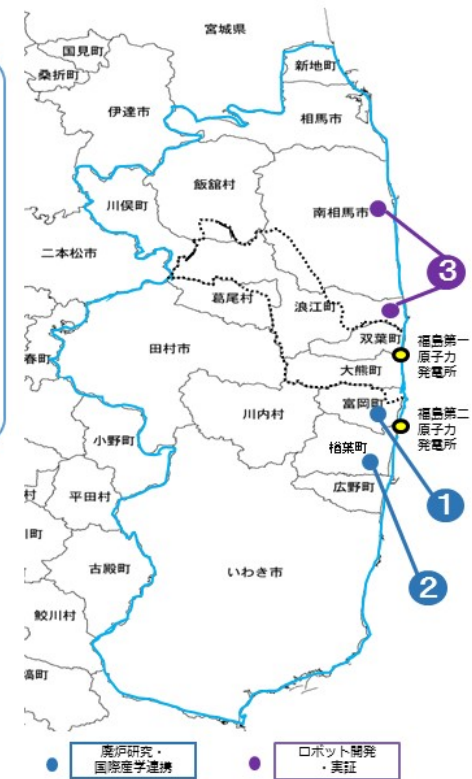 宮城県
国見町
新地町
桑折町
伊達市
相馬市
飯舘村
川俣町
南相馬市
二本松市
3
葛尾村
浪江町
双葉町
福島第一
原子力
発電所
田村市
大熊町
春町
富岡町
川内村
福島第二
原子力
発電所
小野町
楢葉町
広野町
村
平田村
1
川町
2
古殿町
いわき市
鮫川村
塙町
廃炉研究・
国際産学連携
ロボット開発
・実証